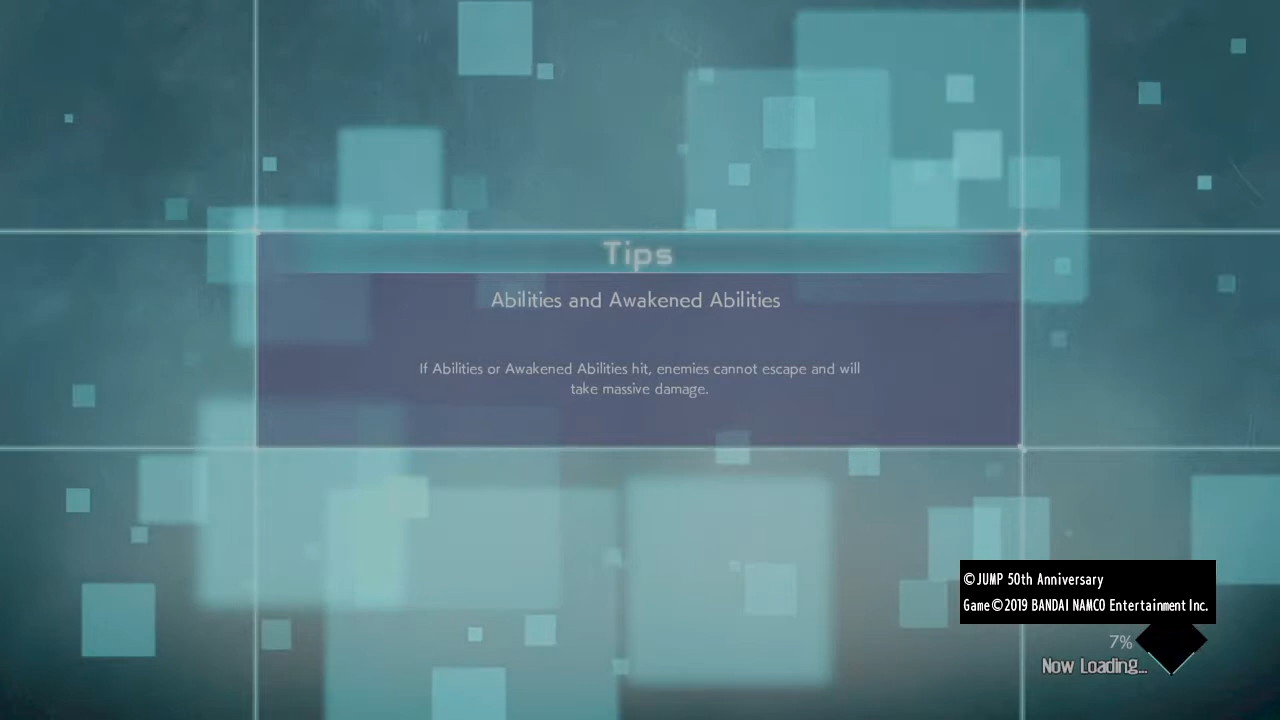 Tips
Abilities and Awakened Abilities
If Abilities or Awakened Abilities hit, enemies cannot escape and will
take massive damage.
©JUMP 50th Anniversary
Game©2019 BANDAI NAMCO Entertainment Inc.
7%
Now Loading...